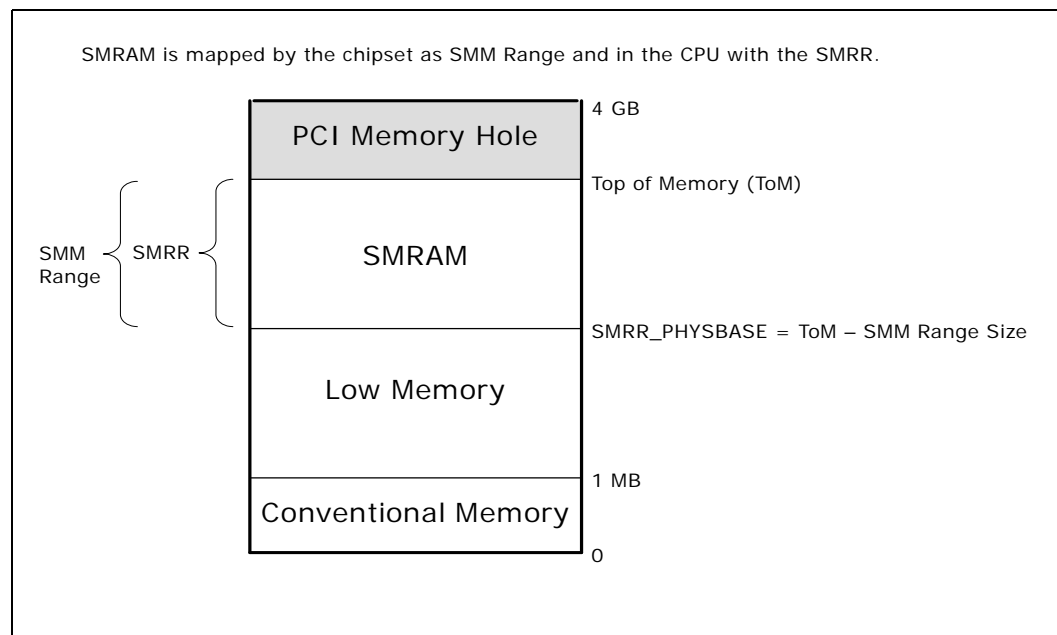 SMRAM is mapped by the chipset as SMM Range and in the CPU with the SMRR.
4 GB
PCI Memory Hole
Top of Memory (ToM)
SMM
Range
SMRR
SMRAM
SMRR_PHYSBASE = ToM – SMM Range Size
Low Memory
1 MB
Conventional Memory
0